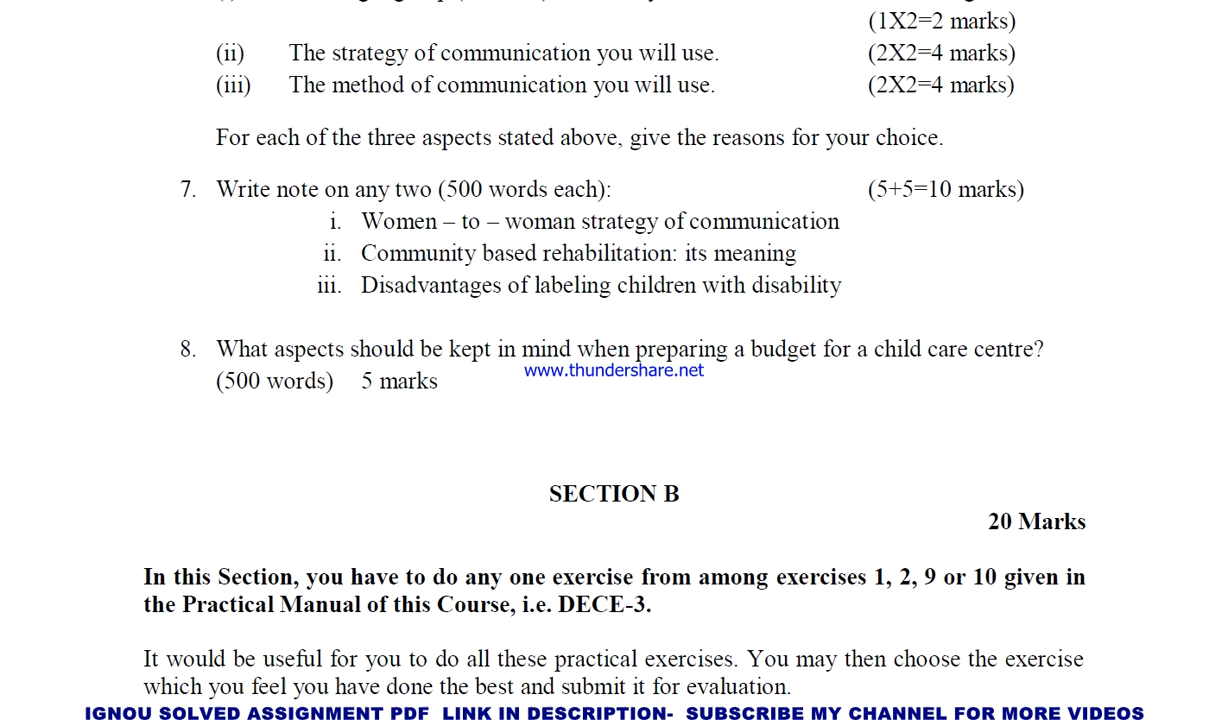 (1X2=2 marks)
(ii) The strategy of communication you will use. (2X2=4 marks)
(iii) The method of communication you will use. (2X2=4 marks)
For each of the three aspects stated above, give the reasons for your choice.
7. Write note on any two (500 words each): (5+5=10 marks)
i. Women – to – woman strategy of communication
ii. Community based rehabilitation: its meaning
iii. Disadvantages of labeling children with disability
8. What aspects should be kept in mind when preparing a budget for a child care centre?
www.thundershare.net
(500 words) 5 marks
SECTION B
20 Marks
In this Section, you have to do any one exercise from among exercises 1, 2, 9 or 10 given in
the Practical Manual of this Course, i.e. DECE-3.
It would be useful for you to do all these practical exercises. You may then choose the exercise
which you feel you have done the best and submit it for evaluation.
IGNOU SOLVED ASSIGNMENT PDF LINK IN DESCRIPTION- SUBSCRIBE MY CHANNEL FOR MORE VIDEOS